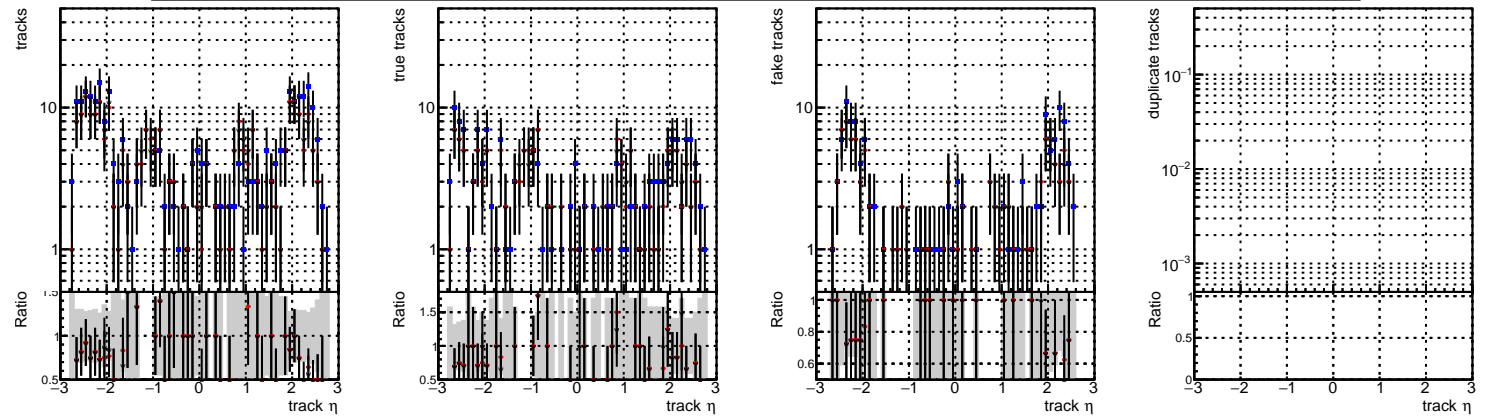 tracks
10
1
Ratio
1.5
1
0.5
−3 −2 −1 0 1 2 3
track η
true tracks
10
1
Ratio
1.5
1
0.5
−3 −2 −1 0 1 2 3
track η
fake tracks
10
1
Ratio
1
0.8
0.6
−3 −2 −1 0 1 2 3
track η
duplicate tracks
10⁻¹
10⁻²
10⁻³
Ratio
1
0.5
0
−3 −2 −1 0 1 2 3
track η